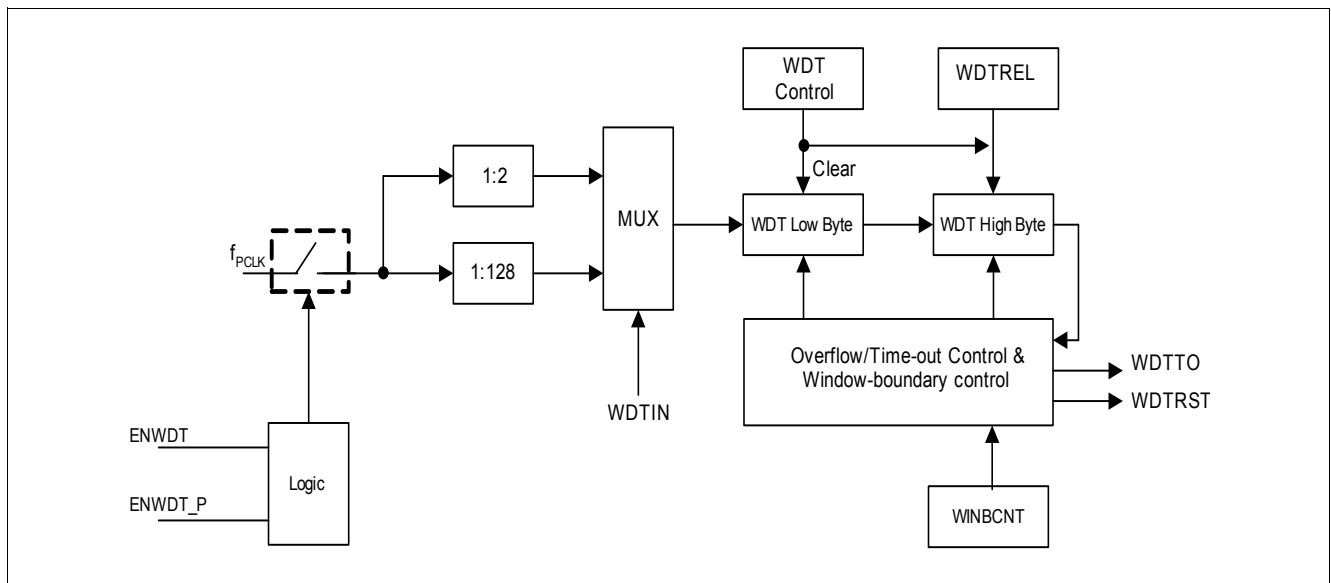 WDT
Control
WDTREL
Clear
1:2
MUX
WDT Low Byte
WDT High Byte
fPCLK
1:128
Overflow/Time-out Control &
Window-boundary control
WDTTO
WDTRST
WDTIN
ENWDT
Logic
ENWDT_P
WINBCNT